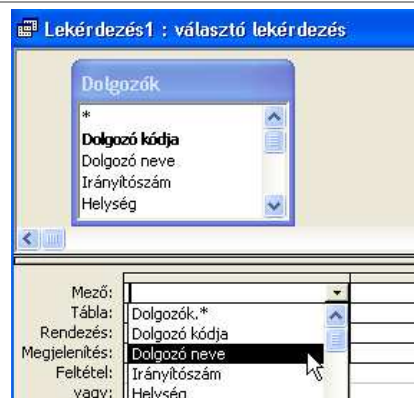 Lekérdezés1 : választó lekérdezés
Dolgozók
*
Dolgozó kódja
Dolgozó neve
Irányítószám
Helység
Mező:
Tábla:
Rendezés:
Megjelenítés:
Feltétel:
vagy:
Dolgozók.*
Dolgozó kódja
Dolgozó neve
Irányítószám
Helység